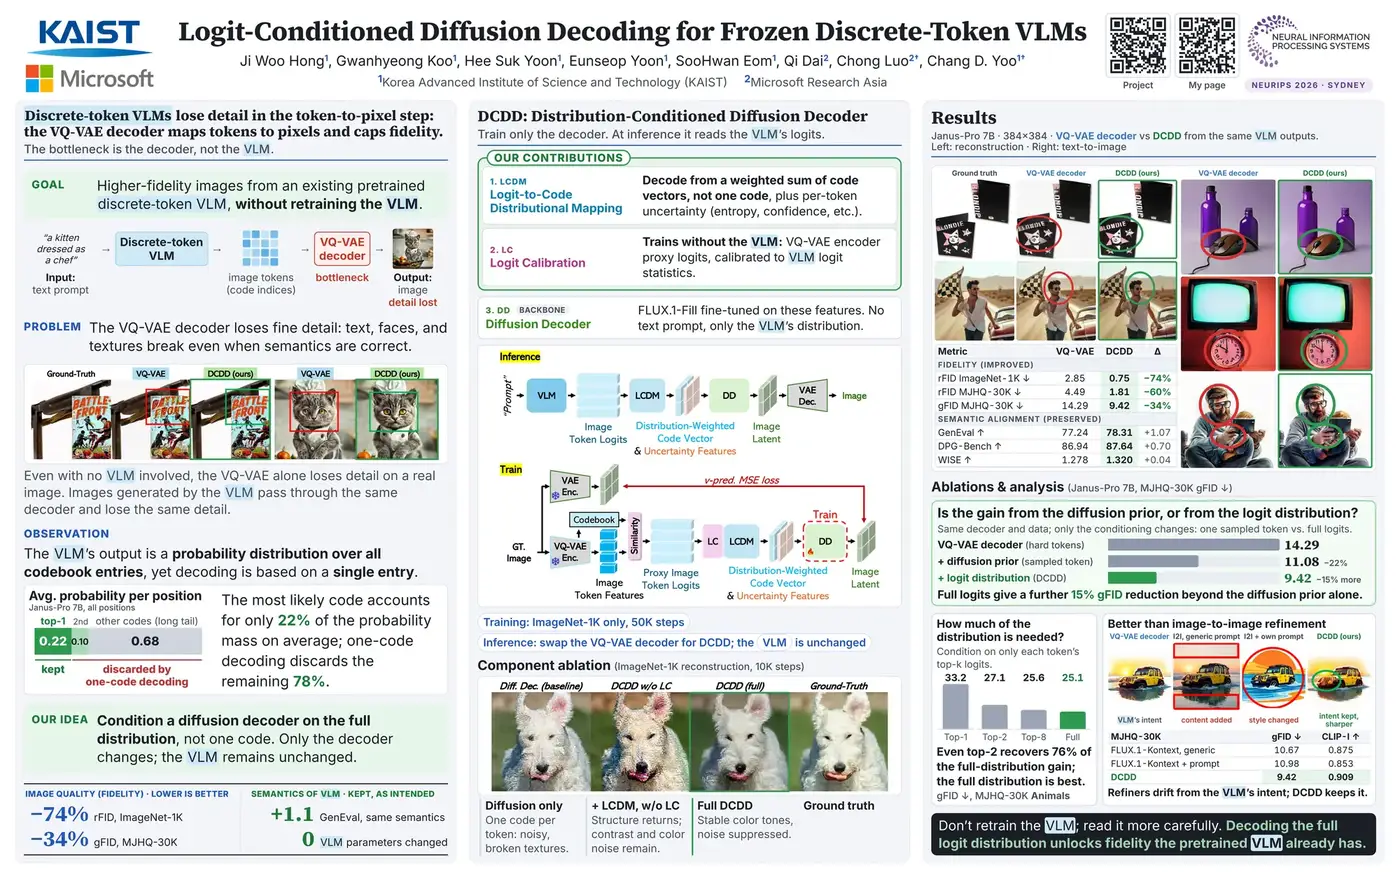 KAIST
Microsoft
Logit-Conditioned Diffusion Decoding for Frozen Discrete-Token VLMs
Ji Woo Hong¹, Gwanhyeong Koo¹, Hee Suk Yoon¹, Eunseop Yoon¹, SooHwan Eom¹, Qi Dai², Chong Luo²†, Chang D. Yoo¹†
¹Korea Advanced Institute of Science and Technology (KAIST) ²Microsoft Research Asia
Project
My page
NEURAL INFORMATION
PROCESSING SYSTEMS
NEURIPS 2026 · SYDNEY
Discrete-token VLMs lose detail in the token-to-pixel step:
the VQ-VAE decoder maps tokens to pixels and caps fidelity.
The bottleneck is the decoder, not the VLM.
GOAL
Higher-fidelity images from an existing pretrained
discrete-token VLM, without retraining the VLM.
"a kitten
dressed as
a chef"
Input:
text prompt
Discrete-token
VLM
image tokens
(code indices)
VQ-VAE
decoder
bottleneck
Output:
image
detail lost
PROBLEM
The VQ-VAE decoder loses fine detail: text, faces, and
textures break even when semantics are correct.
Ground-Truth VQ-VAE DCDD (ours) VQ-VAE DCDD (ours)
BATTLE-
FRONT
BATTLE-
FRONT
BATTLE-
FRONT
Even with no VLM involved, the VQ-VAE alone loses detail on a real
image. Images generated by the VLM pass through the same
decoder and lose the same detail.
OBSERVATION
The VLM's output is a probability distribution over all
codebook entries, yet decoding is based on a single entry.
Avg. probability per position
Janus-Pro 7B, all positions
top-1 2nd other codes (long tail)
0.22 0.10 0.68
kept
discarded by
one-code decoding
The most likely code accounts
for only 22% of the probability
mass on average; one-code
decoding discards the
remaining 78%.
OUR IDEA
Condition a diffusion decoder on the full
distribution, not one code. Only the decoder
changes; the VLM remains unchanged.
IMAGE QUALITY (FIDELITY) · LOWER IS BETTER
−74% rFID, ImageNet-1K
−34% gFID, MJHQ-30K
SEMANTICS OF VLM · KEPT, AS INTENDED
+1.1 GenEval, same semantics
0 VLM parameters changed
DCDD: Distribution-Conditioned Diffusion Decoder
Train only the decoder. At inference it reads the VLM's logits.
OUR CONTRIBUTIONS
1. LCDM
Logit-to-Code
Distributional Mapping
Decode from a weighted sum of code
vectors, not one code, plus per-token
uncertainty (entropy, confidence, etc.).
2. LC
Logit Calibration
Trains without the VLM: VQ-VAE encoder
proxy logits, calibrated to VLM logit
statistics.
3. DD BACKBONE
Diffusion Decoder
FLUX.1-Fill fine-tuned on these features. No
text prompt, only the VLM's distribution.
Inference
"Prompt"
VLM
Image
Token Logits
LCDM
Distribution-Weighted
Code Vector
& Uncertainty Features
DD
Image
Latent
VAE
Dec.
Image
Train
GT.
Image
VAE
Enc.
v-pred. MSE loss
Codebook
VQ-VAE
Enc.
Image
Token Features
Similarity
Proxy Image
Token Logits
LC
LCDM
Distribution-Weighted
Code Vector
& Uncertainty Features
Train
DD
Image
Latent
Training: ImageNet-1K only, 50K steps
Inference: swap the VQ-VAE decoder for DCDD; the VLM is unchanged
Component ablation (ImageNet-1K reconstruction, 10K steps)
Diff. Dec. (baseline) DCDD w/o LC DCDD (full) Ground-Truth
Diffusion only
One code per
token: noisy,
broken textures.
+ LCDM, w/o LC
Structure returns;
contrast and color
noise remain.
Full DCDD
Stable color tones,
noise suppressed.
Ground truth
Results
Janus-Pro 7B · 384×384 · VQ-VAE decoder vs DCDD from the same VLM outputs.
Left: reconstruction · Right: text-to-image
Ground truth VQ-VAE decoder DCDD (ours) VQ-VAE decoder DCDD (ours)
BLONDIE
Metric VQ-VAE DCDD Δ
FIDELITY (IMPROVED)
rFID ImageNet-1K ↓ 2.85 0.75 −74%
rFID MJHQ-30K ↓ 4.49 1.81 −60%
gFID MJHQ-30K ↓ 14.29 9.42 −34%
SEMANTIC ALIGNMENT (PRESERVED)
GenEval ↑ 77.24 78.31 +1.07
DPG-Bench ↑ 86.94 87.64 +0.70
WISE ↑ 1.278 1.320 +0.04
Ablations & analysis (Janus-Pro 7B, MJHQ-30K gFID ↓)
Is the gain from the diffusion prior, or from the logit distribution?
Same decoder and data; only the conditioning changes: one sampled token vs. full logits.
VQ-VAE decoder (hard tokens) 14.29
+ diffusion prior (sampled token) 11.08 −22%
+ logit distribution (DCDD) 9.42 −15% more
Full logits give a further 15% gFID reduction beyond the diffusion prior alone.
How much of the
distribution is needed?
Condition on only each token's
top-k logits.
33.2 27.1 25.6 25.1
Top-1 Top-2 Top-8 Full
Even top-2 recovers 76% of
the full-distribution gain;
the full distribution is best.
gFID ↓, MJHQ-30K Animals
Better than image-to-image refinement
VQ-VAE decoder I2I, generic prompt I2I + own prompt DCDD (ours)
VLM's intent
content added
style changed
intent kept,
sharper
MJHQ-30K gFID ↓ CLIP-I ↑
FLUX.1-Kontext, generic 10.67 0.875
FLUX.1-Kontext + prompt 10.98 0.853
DCDD 9.42 0.909
Refiners drift from the VLM's intent; DCDD keeps it.
Don't retrain the VLM; read it more carefully. Decoding the full
logit distribution unlocks fidelity the pretrained VLM already has.